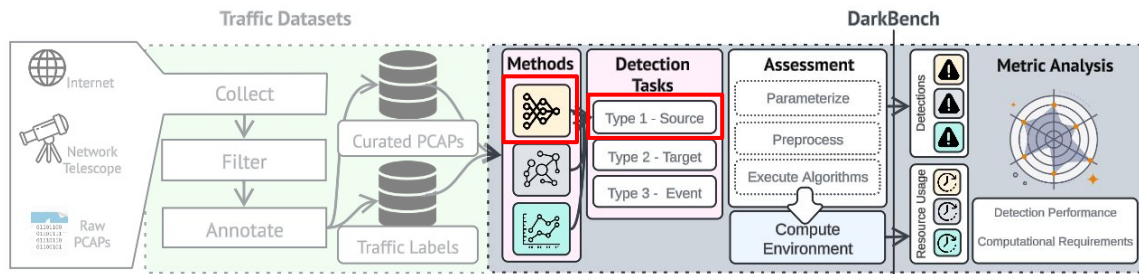 Traffic Datasets
DarkBench
Internet
Network
Telescope
Raw
PCAPs
Collect
Filter
Annotate
Curated PCAPs
Traffic Labels
Methods
Detection
Tasks
Type 1 - Source
Type 2 - Target
Type 3 - Event
Assessment
Parameterize
Preprocess
Execute Algorithms
Compute
Environment
Detections
Resource Usage
Metric Analysis
Detection Performance
Computational Requirements